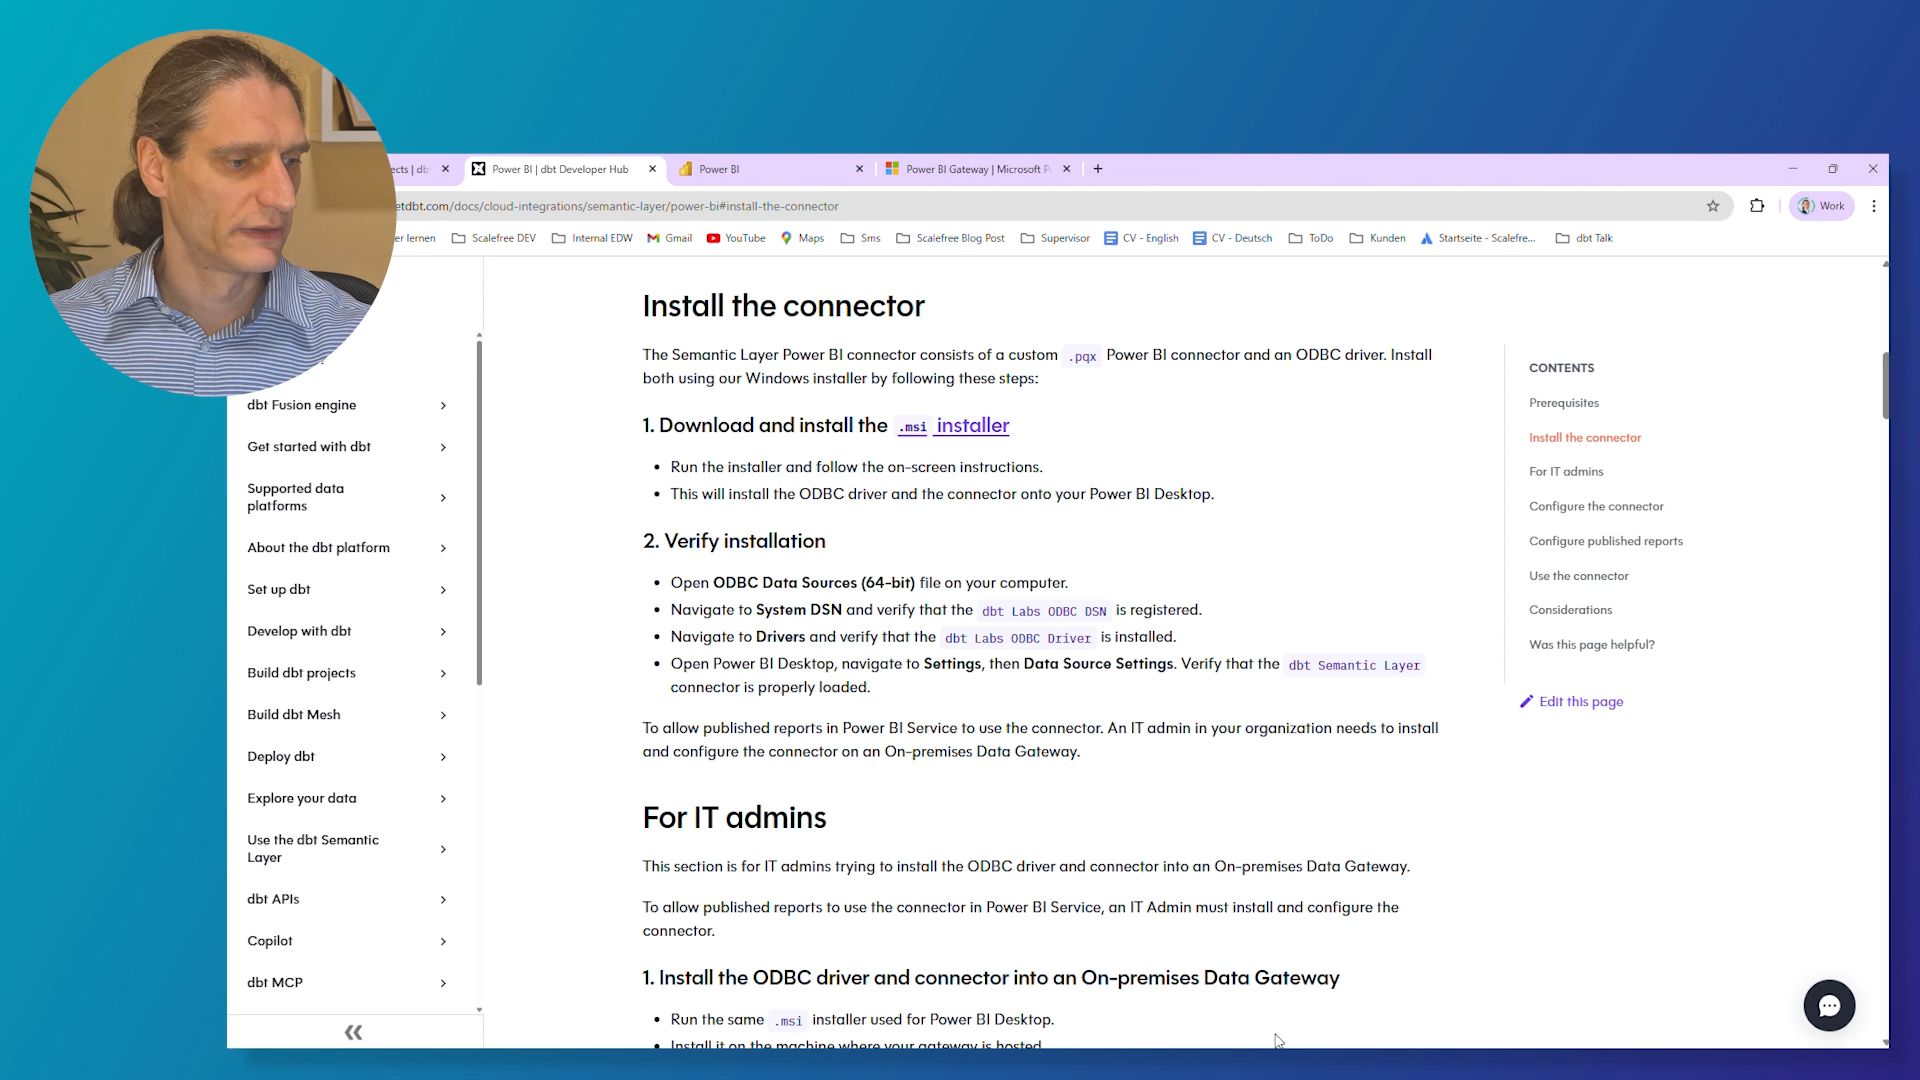 ects | db
Power BI | dbt Developer Hub
Power BI
Power BI Gateway | Microsoft P
etdbt.com/docs/cloud-integrations/semantic-layer/power-bi#install-the-connector
Work
er lernen
Scalefree DEV
Internal EDW
Gmail
YouTube
Maps
Sms
Scalefree Blog Post
Supervisor
CV - English
CV - Deutsch
ToDo
Kunden
Startseite - Scalefre...
dbt Talk
dbt Fusion engine
Get started with dbt
Supported data
platforms
About the dbt platform
Set up dbt
Develop with dbt
Build dbt projects
Build dbt Mesh
Deploy dbt
Explore your data
Use the dbt Semantic
Layer
dbt APIs
Copilot
dbt MCP
Install the connector
The Semantic Layer Power BI connector consists of a custom .pqx Power BI connector and an ODBC driver. Install
both using our Windows installer by following these steps:
1. Download and install the .msi installer
• Run the installer and follow the on-screen instructions.
• This will install the ODBC driver and the connector onto your Power BI Desktop.
2. Verify installation
• Open ODBC Data Sources (64-bit) file on your computer.
• Navigate to System DSN and verify that the dbt Labs ODBC DSN is registered.
• Navigate to Drivers and verify that the dbt Labs ODBC Driver is installed.
• Open Power BI Desktop, navigate to Settings, then Data Source Settings. Verify that the dbt Semantic Layer
connector is properly loaded.
To allow published reports in Power BI Service to use the connector. An IT admin in your organization needs to install
and configure the connector on an On-premises Data Gateway.
For IT admins
This section is for IT admins trying to install the ODBC driver and connector into an On-premises Data Gateway.
To allow published reports to use the connector in Power BI Service, an IT Admin must install and configure the
connector.
1. Install the ODBC driver and connector into an On-premises Data Gateway
• Run the same .msi installer used for Power BI Desktop.
• Install it on the machine where your gateway is hosted.
CONTENTS
Prerequisites
Install the connector
For IT admins
Configure the connector
Configure published reports
Use the connector
Considerations
Was this page helpful?
Edit this page